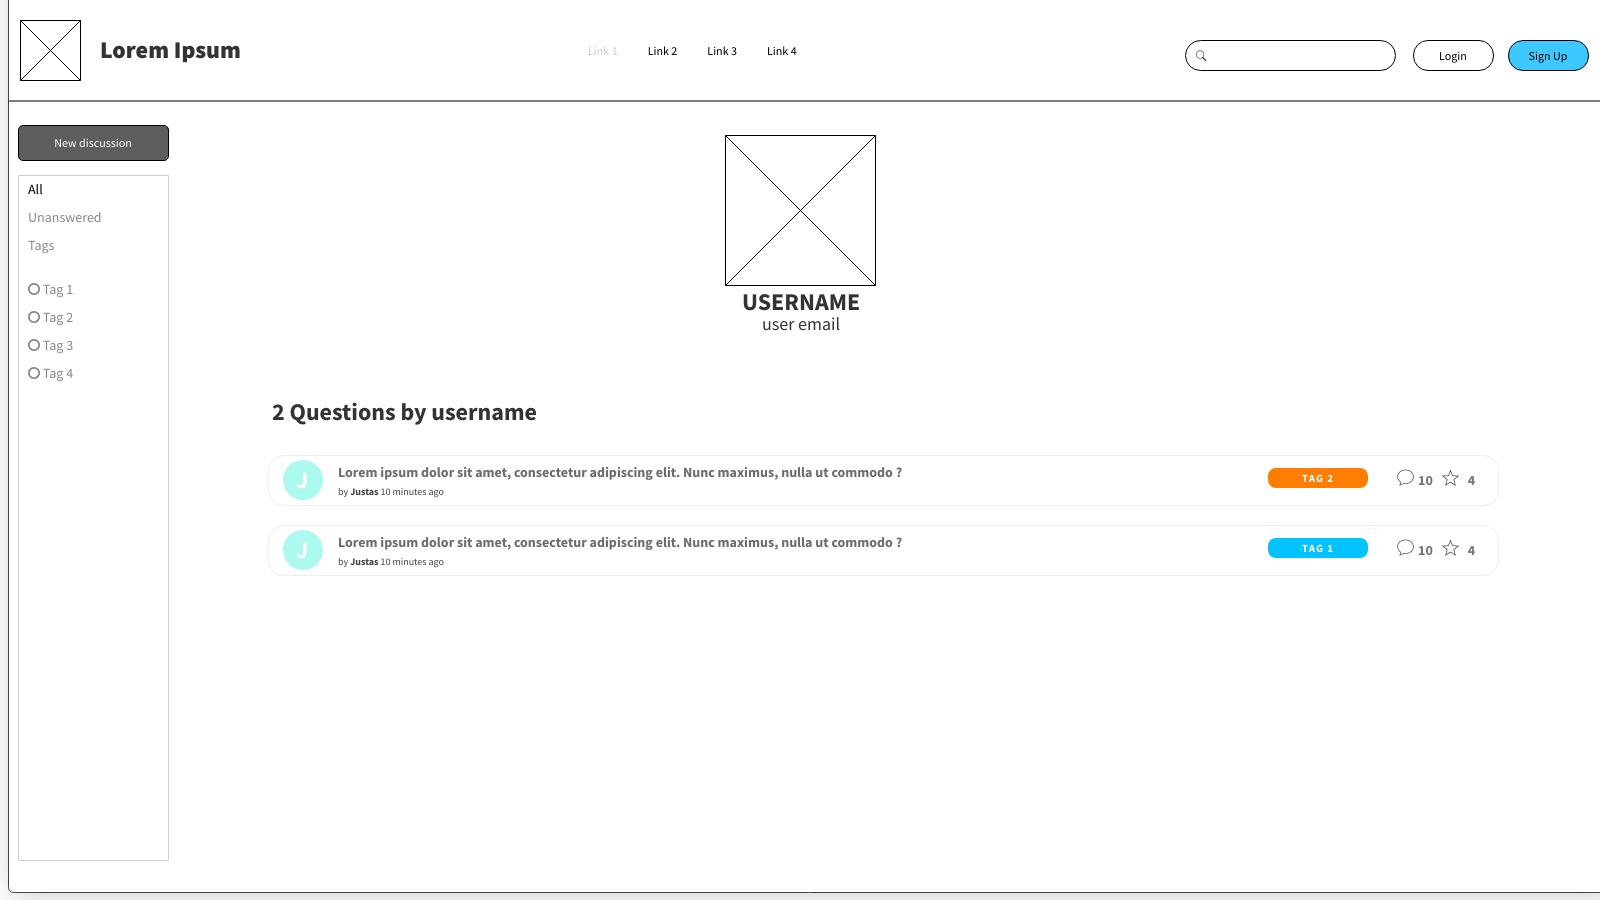 Lorem Ipsum
Link 1 Link 2 Link 3 Link 4
Login
Sign Up
New discussion
All
Unanswered
Tags
Tag 1
Tag 2
Tag 3
Tag 4
USERNAME
user email
2 Questions by username
J
Lorem ipsum dolor sit amet, consectetur adipiscing elit. Nunc maximus, nulla ut commodo ?
by Justas 10 minutes ago
TAG 2
10 4
J
Lorem ipsum dolor sit amet, consectetur adipiscing elit. Nunc maximus, nulla ut commodo ?
by Justas 10 minutes ago
TAG 1
10 4